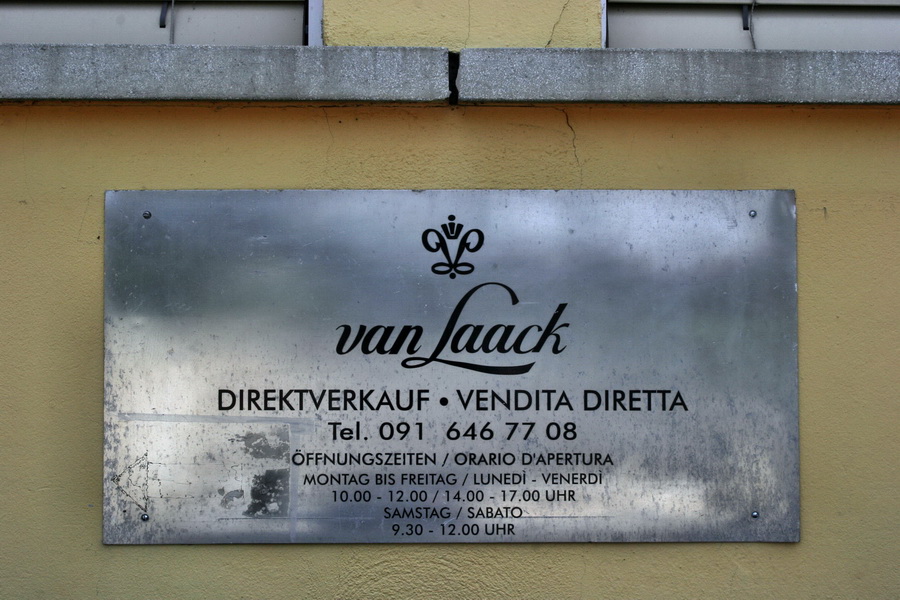 van Laack
DIREKTVERKAUF • VENDITA DIRETTA
Tel. 091 646 77 08
ÖFFNUNGSZEITEN / ORARIO D'APERTURA
MONTAG BIS FREITAG / LUNEDÌ - VENERDÌ
10.00 - 12.00 / 14.00 - 17.00 UHR
SAMSTAG / SABATO
9.30 - 12.00 UHR